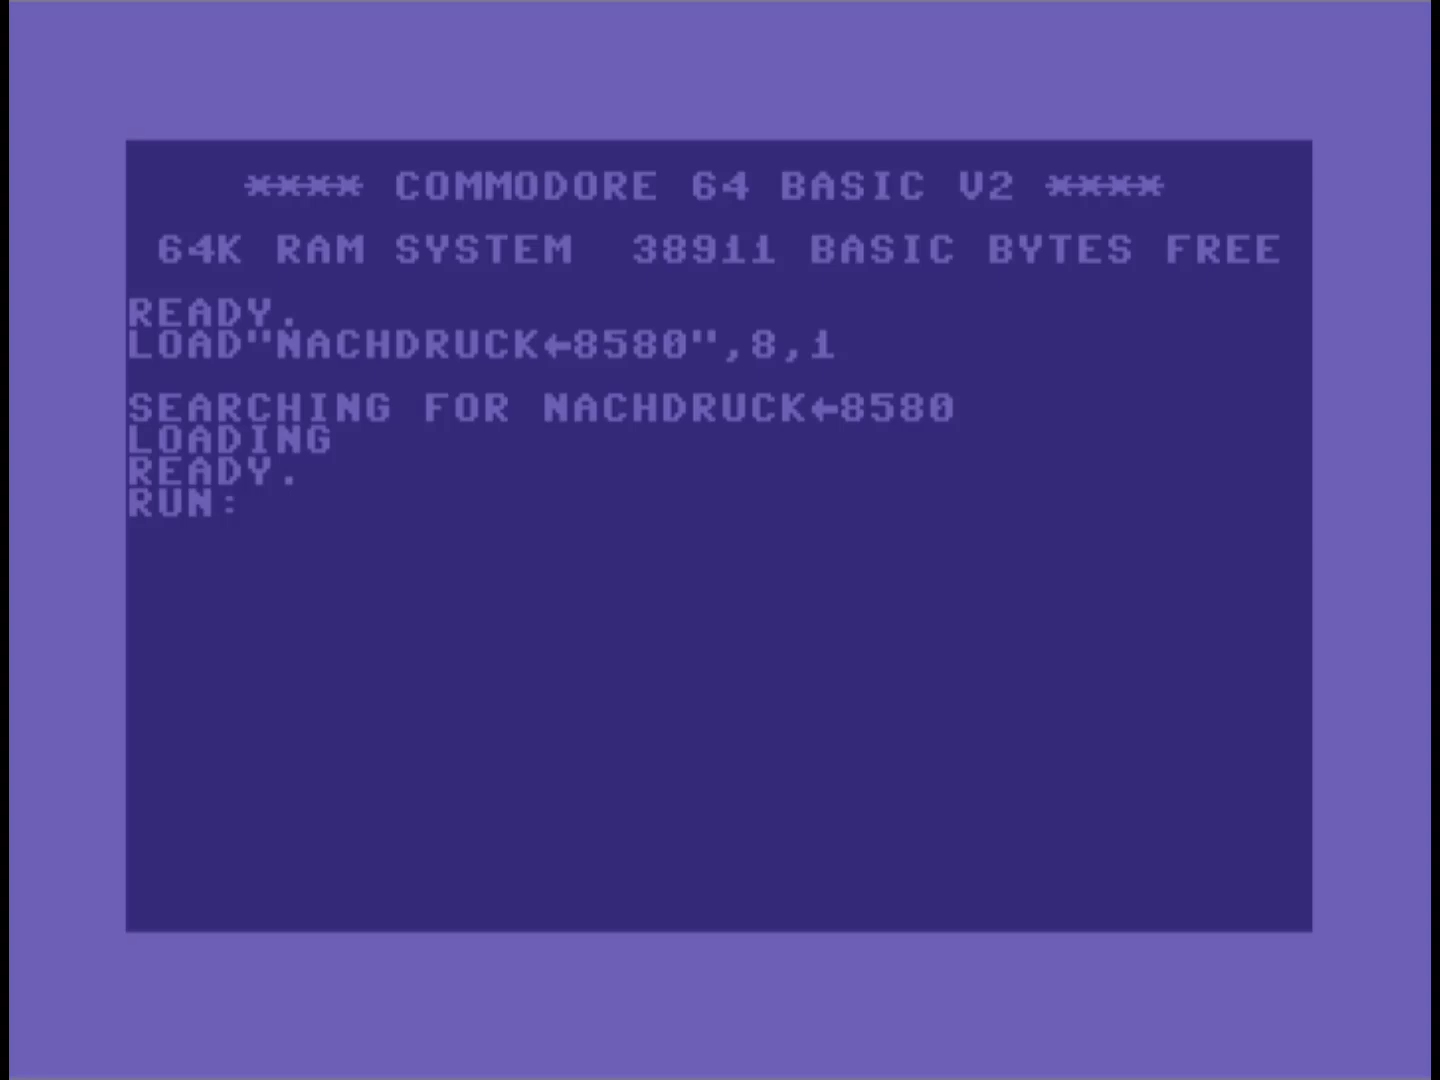 **** COMMODORE 64 BASIC V2 ****
64K RAM SYSTEM  38911 BASIC BYTES FREE
READY.
LOAD"NACHDRUCK←8580",8,1
SEARCHING FOR NACHDRUCK←8580
LOADING
READY.
RUN: